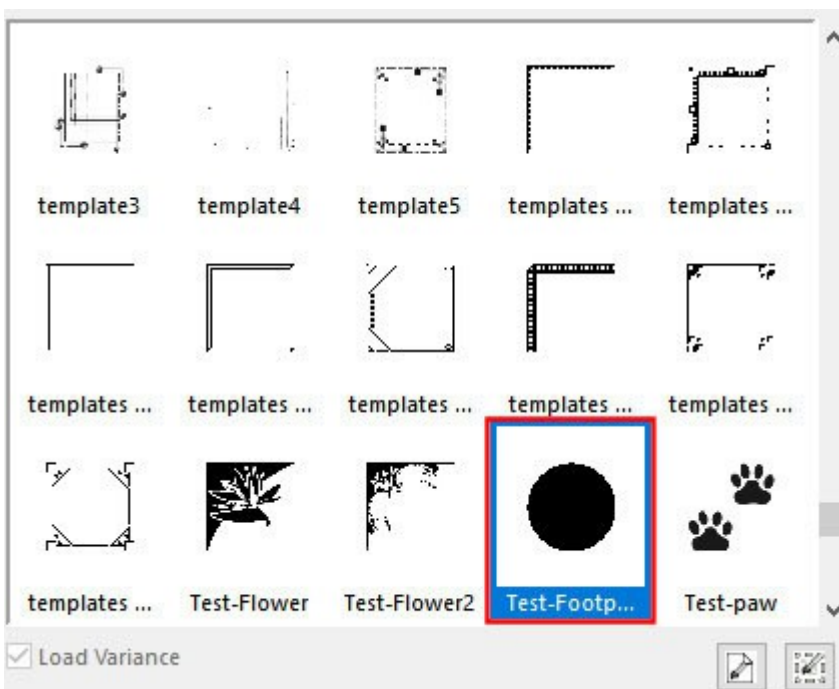 template3 template4 template5 templates ... templates ...
templates ... templates ... templates ... templates ... templates ...
templates ... Test-Flower Test-Flower2 Test-Footp... Test-paw
Load Variance